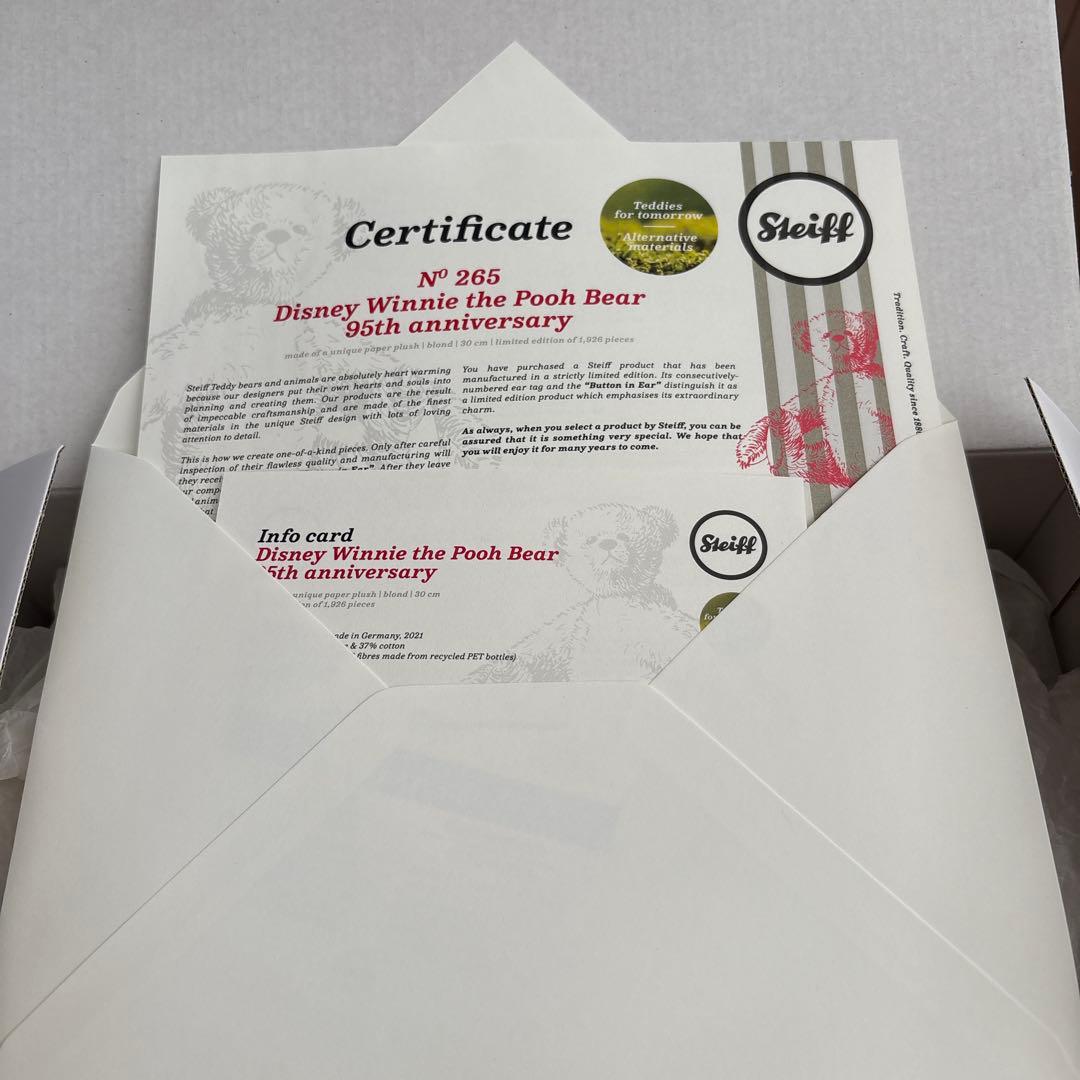 Certificate
Teddies
for tomorrow
Alternative
materials
Steiff
Nº 265
Disney Winnie the Pooh Bear
95th anniversary
made of a unique paper plush | blond | 30 cm | limited edition of 1,926 pieces
Steiff Teddy bears and animals are absolutely heart warming
because our designers put their own hearts and souls into
planning and creating them. Our products are the result
of impeccable craftsmanship and are made of the finest
materials in the unique Steiff design with lots of loving
attention to detail.
This is how we create one-of-a-kind pieces. Only after careful
inspection of their flawless quality and manufacturing will
they
After they leave
You have purchased a Steiff product that has been
manufactured in a strictly limited edition. Its consecutively-
numbered ear tag and the “Button in Ear” distinguish it as
a limited edition product which emphasises its extraordinary
charm.
As always, when you select a product by Steiff, you can be
assured that it is something very special. We hope that
you will enjoy it for many years to come.
Tradition. Craft. Quality since 1880
Info card
Disney Winnie the Pooh Bear
5th anniversary
unique paper plush | blond | 30 cm
of 1,926 pieces
Steiff
in Germany, 2021
& 37% cotton
fibres made from recycled PET bottles)